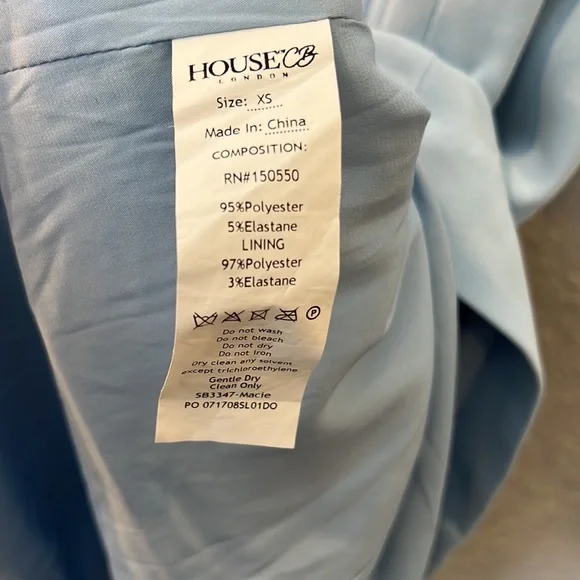 HOUSE OF CB
LONDON
Size: XS
Made In: China
COMPOSITION:
RN#150550
95%Polyester
5%Elastane
LINING
97%Polyester
3%Elastane
P
Do not wash
Do not bleach
Do not dry
Do not Iron
Dry clean any solvent
except trichloroethylene
Gentle Dry
Clean Only
SB3347-Macie
PO 071708SL01DO